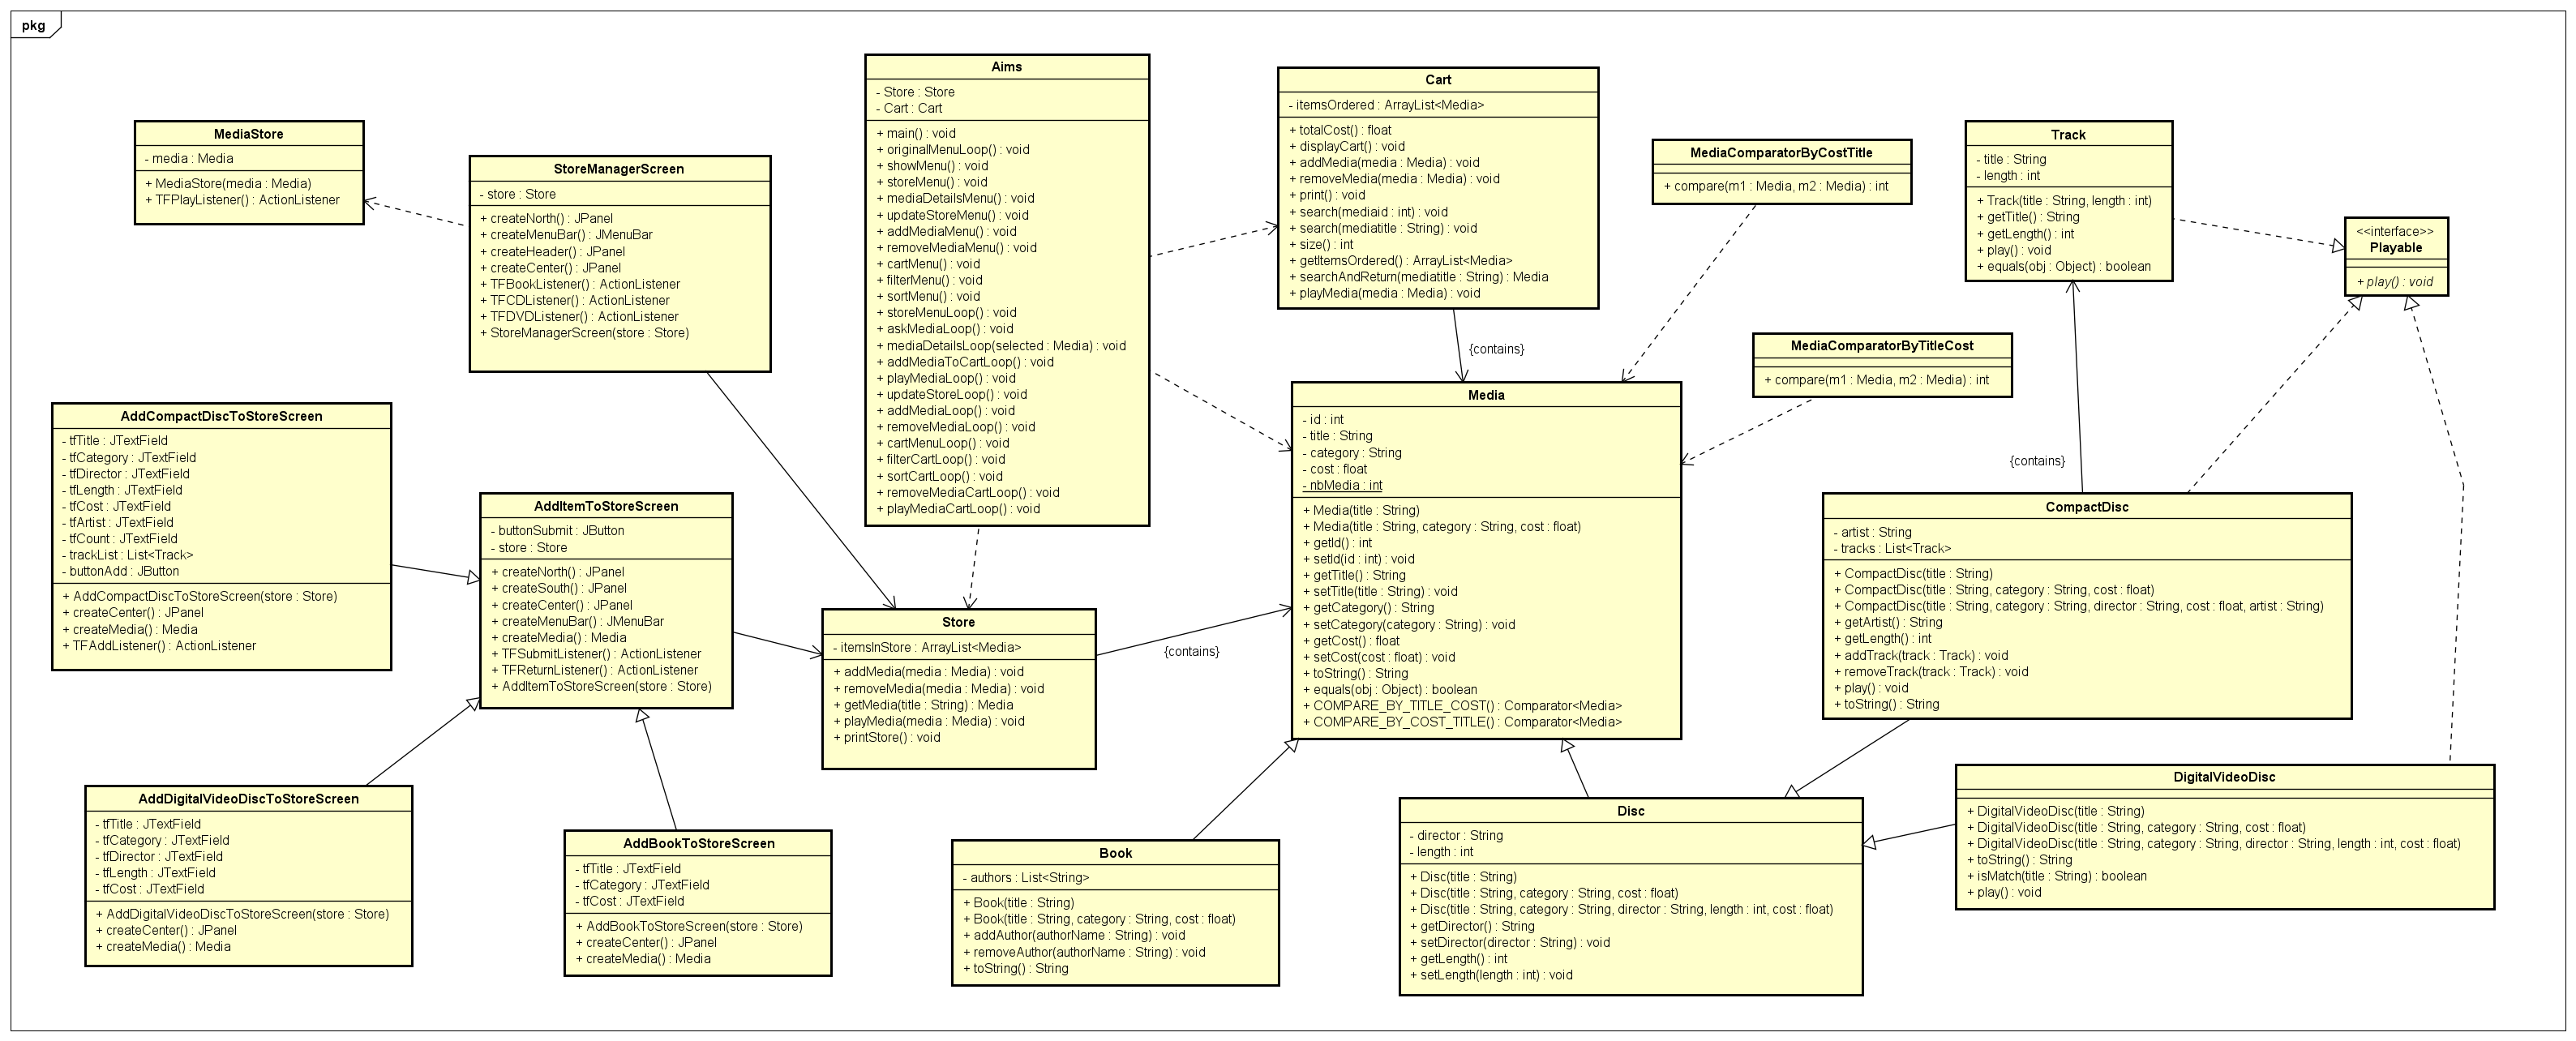 pkg
MediaStore
- media : Media
+ MediaStore(media : Media)
+ TFPlayListener() : ActionListener
StoreManagerScreen
- store : Store
+ createNorth() : JPanel
+ createMenuBar() : JMenuBar
+ createHeader() : JPanel
+ createCenter() : JPanel
+ TFBookListener() : ActionListener
+ TFCDListener() : ActionListener
+ TFDVDListener() : ActionListener
+ StoreManagerScreen(store : Store)
Aims
- Store : Store
- Cart : Cart
+ main() : void
+ originalMenuLoop() : void
+ showMenu() : void
+ storeMenu() : void
+ mediaDetailsMenu() : void
+ updateStoreMenu() : void
+ addMediaMenu() : void
+ removeMediaMenu() : void
+ cartMenu() : void
+ filterMenu() : void
+ sortMenu() : void
+ storeMenuLoop() : void
+ askMediaLoop() : void
+ mediaDetailsLoop(selected : Media) : void
+ addMediaToCartLoop() : void
+ playMediaLoop() : void
+ updateStoreLoop() : void
+ addMediaLoop() : void
+ removeMediaLoop() : void
+ cartMenuLoop() : void
+ filterCartLoop() : void
+ sortCartLoop() : void
+ removeMediaCartLoop() : void
+ playMediaCartLoop() : void
Cart
- itemsOrdered : ArrayList<Media>
+ totalCost() : float
+ displayCart() : void
+ addMedia(media : Media) : void
+ removeMedia(media : Media) : void
+ print() : void
+ search(mediaid : int) : void
+ search(mediatitle : String) : void
+ size() : int
+ getItemsOrdered() : ArrayList<Media>
+ searchAndReturn(mediatitle : String) : Media
+ playMedia(media : Media) : void
{contains}
MediaComparatorByCostTitle
+ compare(m1 : Media, m2 : Media) : int
MediaComparatorByTitleCost
+ compare(m1 : Media, m2 : Media) : int
Track
- title : String
- length : int
+ Track(title : String, length : int)
+ getTitle() : String
+ getLength() : int
+ play() : void
+ equals(obj : Object) : boolean
<<interface>>
Playable
+ play() : void
{contains}
AddCompactDiscToStoreScreen
- tfTitle : JTextField
- tfCategory : JTextField
- tfDirector : JTextField
- tfLength : JTextField
- tfCost : JTextField
- tfArtist : JTextField
- tfCount : JTextField
- trackList : List<Track>
- buttonAdd : JButton
+ AddCompactDiscToStoreScreen(store : Store)
+ createCenter() : JPanel
+ createMedia() : Media
+ TFAddListener() : ActionListener
AddItemToStoreScreen
- buttonSubmit : JButton
- store : Store
+ createNorth() : JPanel
+ createSouth() : JPanel
+ createCenter() : JPanel
+ createMenuBar() : JMenuBar
+ createMedia() : Media
+ TFSubmitListener() : ActionListener
+ TFReturnListener() : ActionListener
+ AddItemToStoreScreen(store : Store)
Store
- itemsInStore : ArrayList<Media>
+ addMedia(media : Media) : void
+ removeMedia(media : Media) : void
+ getMedia(title : String) : Media
+ playMedia(media : Media) : void
+ printStore() : void
{contains}
Media
- id : int
- title : String
- category : String
- cost : float
- nbMedia : int
+ Media(title : String)
+ Media(title : String, category : String, cost : float)
+ getId() : int
+ setId(id : int) : void
+ getTitle() : String
+ setTitle(title : String) : void
+ getCategory() : String
+ setCategory(category : String) : void
+ getCost() : float
+ setCost(cost : float) : void
+ toString() : String
+ equals(obj : Object) : boolean
+ COMPARE_BY_TITLE_COST() : Comparator<Media>
+ COMPARE_BY_COST_TITLE() : Comparator<Media>
CompactDisc
- artist : String
- tracks : List<Track>
+ CompactDisc(title : String)
+ CompactDisc(title : String, category : String, cost : float)
+ CompactDisc(title : String, category : String, director : String, cost : float, artist : String)
+ getArtist() : String
+ getLength() : int
+ addTrack(track : Track) : void
+ removeTrack(track : Track) : void
+ play() : void
+ toString() : String
AddDigitalVideoDiscToStoreScreen
- tfTitle : JTextField
- tfCategory : JTextField
- tfDirector : JTextField
- tfLength : JTextField
- tfCost : JTextField
+ AddDigitalVideoDiscToStoreScreen(store : Store)
+ createCenter() : JPanel
+ createMedia() : Media
AddBookToStoreScreen
- tfTitle : JTextField
- tfCategory : JTextField
- tfCost : JTextField
+ AddBookToStoreScreen(store : Store)
+ createCenter() : JPanel
+ createMedia() : Media
Book
- authors : List<String>
+ Book(title : String)
+ Book(title : String, category : String, cost : float)
+ addAuthor(authorName : String) : void
+ removeAuthor(authorName : String) : void
+ toString() : String
Disc
- director : String
- length : int
+ Disc(title : String)
+ Disc(title : String, category : String, cost : float)
+ Disc(title : String, category : String, director : String, length : int, cost : float)
+ getDirector() : String
+ setDirector(director : String) : void
+ getLength() : int
+ setLength(length : int) : void
DigitalVideoDisc
+ DigitalVideoDisc(title : String)
+ DigitalVideoDisc(title : String, category : String, cost : float)
+ DigitalVideoDisc(title : String, category : String, director : String, length : int, cost : float)
+ toString() : String
+ isMatch(title : String) : boolean
+ play() : void